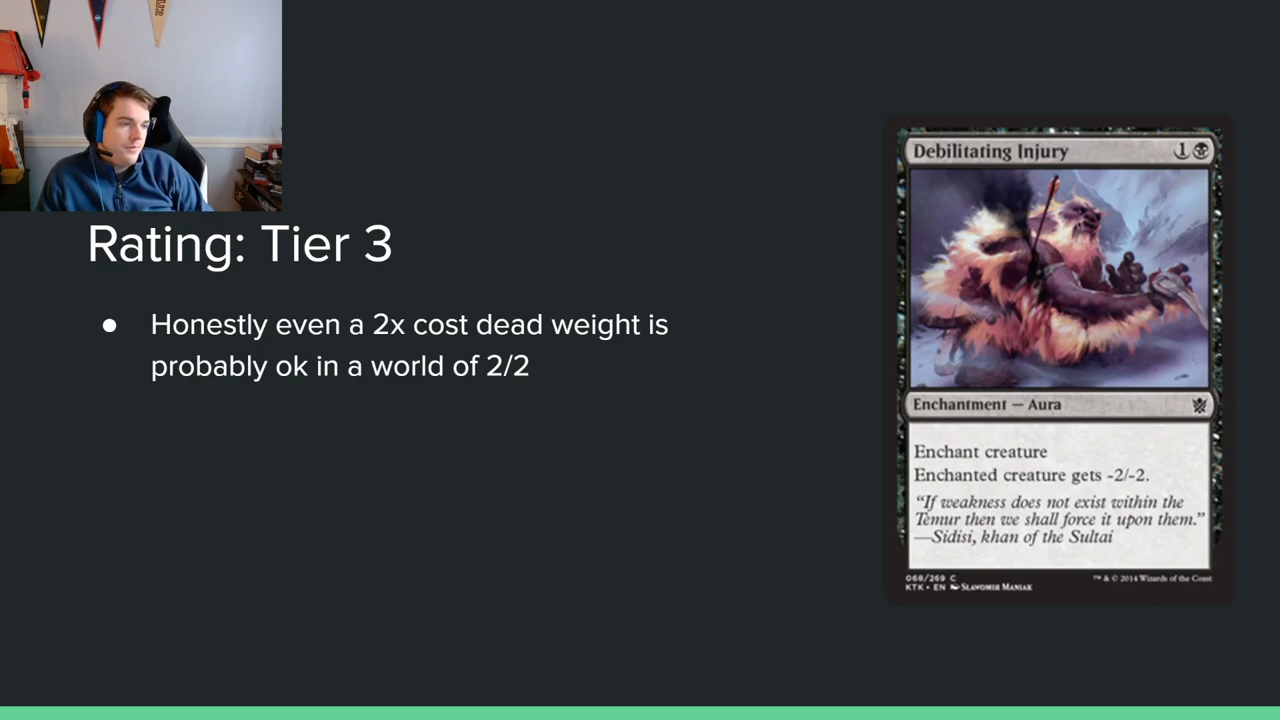 Rating: Tier 3
● Honestly even a 2x cost dead weight is
probably ok in a world of 2/2
Debilitating Injury 1
Enchantment — Aura
Enchant creature
Enchanted creature gets -2/-2.
“If weakness does not exist within the
Temur then we shall force it upon them.”
—Sidisi, khan of the Sultai
068/269 C
KTK • EN SLAWOMIR MANIAK
™ & © 2014 Wizards of the Coast